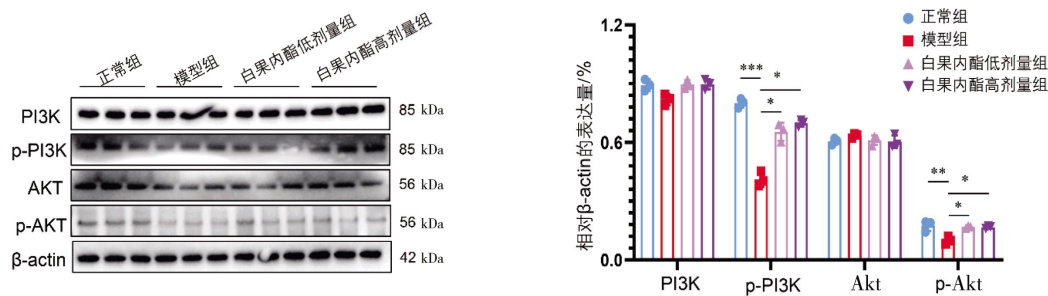 正常组
模型组
白果内酯低剂量组
白果内酯高剂量组
PI3K
85 kDa
p-PI3K
85 kDa
AKT
56 kDa
p-AKT
56 kDa
β-actin
42 kDa
相对β-actin的表达量/%
1.2
0.6
0.0
正常组
模型组
白果内酯低剂量组
白果内酯高剂量组
***
*
*
**
*
*
PI3K
p-PI3K
Akt
p-Akt